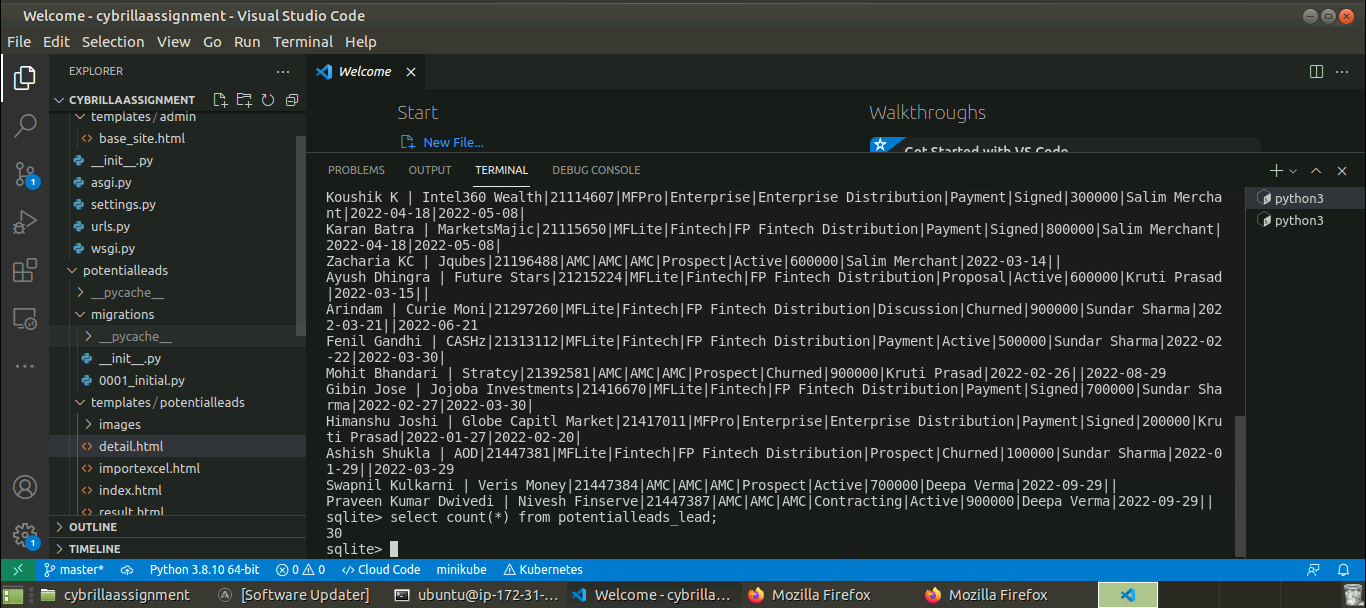 Welcome - cybrillaassignment - Visual Studio Code
File Edit Selection View Go Run Terminal Help
EXPLORER
CYBRILLAASSIGNMENT
templates / admin
base_site.html
__init__.py
asgi.py
settings.py
urls.py
wsgi.py
potentialleads
__pycache__
migrations
__pycache__
__init__.py
0001_initial.py
templates / potentialleads
images
detail.html
importexcel.html
index.html
result.html
OUTLINE
TIMELINE
1
1
Welcome
Start
New File...
Walkthroughs
Get Started with VS Code
PROBLEMS OUTPUT TERMINAL DEBUG CONSOLE
Koushik K | Intel360 Wealth|21114607|MFPro|Enterprise|Enterprise Distribution|Payment|Signed|300000|Salim Mercha
nt|2022-04-18|2022-05-08|
Karan Batra | MarketsMajic|21115650|MFLite|Fintech|FP Fintech Distribution|Payment|Signed|800000|Salim Merchant|
2022-04-18|2022-05-08|
Zacharia KC | Jqubes|21196488|AMC|AMC|AMC|Prospect|Active|600000|Salim Merchant|2022-03-14||
Ayush Dhingra | Future Stars|21215224|MFLite|Fintech|FP Fintech Distribution|Proposal|Active|600000|Kruti Prasad
|2022-03-15||
Arindam | Curie Moni|21297260|MFLite|Fintech|FP Fintech Distribution|Discussion|Churned|900000|Sundar Sharma|202
2-03-21||2022-06-21
Fenil Gandhi | CASHz|21313112|MFLite|Fintech|FP Fintech Distribution|Payment|Active|500000|Sundar Sharma|2022-02
-22|2022-03-30|
Mohit Bhandari | Stratcy|21392581|AMC|AMC|AMC|Prospect|Churned|900000|Kruti Prasad|2022-02-26||2022-08-29
Gibin Jose | Jojoba Investments|21416670|MFLite|Fintech|FP Fintech Distribution|Payment|Signed|700000|Sundar Sha
rma|2022-02-27|2022-03-30|
Himanshu Joshi | Globe Capitl Market|21417011|MFPro|Enterprise|Enterprise Distribution|Payment|Signed|200000|Kru
ti Prasad|2022-01-27|2022-02-20|
Ashish Shukla | AOD|21447381|MFLite|Fintech|FP Fintech Distribution|Prospect|Churned|100000|Sundar Sharma|2022-0
1-29||2022-03-29
Swapnil Kulkarni | Veris Money|21447384|AMC|AMC|AMC|Prospect|Active|700000|Deepa Verma|2022-09-29||
Praveen Kumar Dwivedi | Nivesh Finserve|21447387|AMC|AMC|AMC|Contracting|Active|900000|Deepa Verma|2022-09-29||
sqlite> select count(*) from potentialleads_lead;
30
sqlite>
python3
python3
master* Python 3.8.10 64-bit 0 0 Cloud Code minikube Kubernetes
cybrillaassignment [Software Updater] ubuntu@ip-172-31-... Welcome - cybrilla... Mozilla Firefox Mozilla Firefox